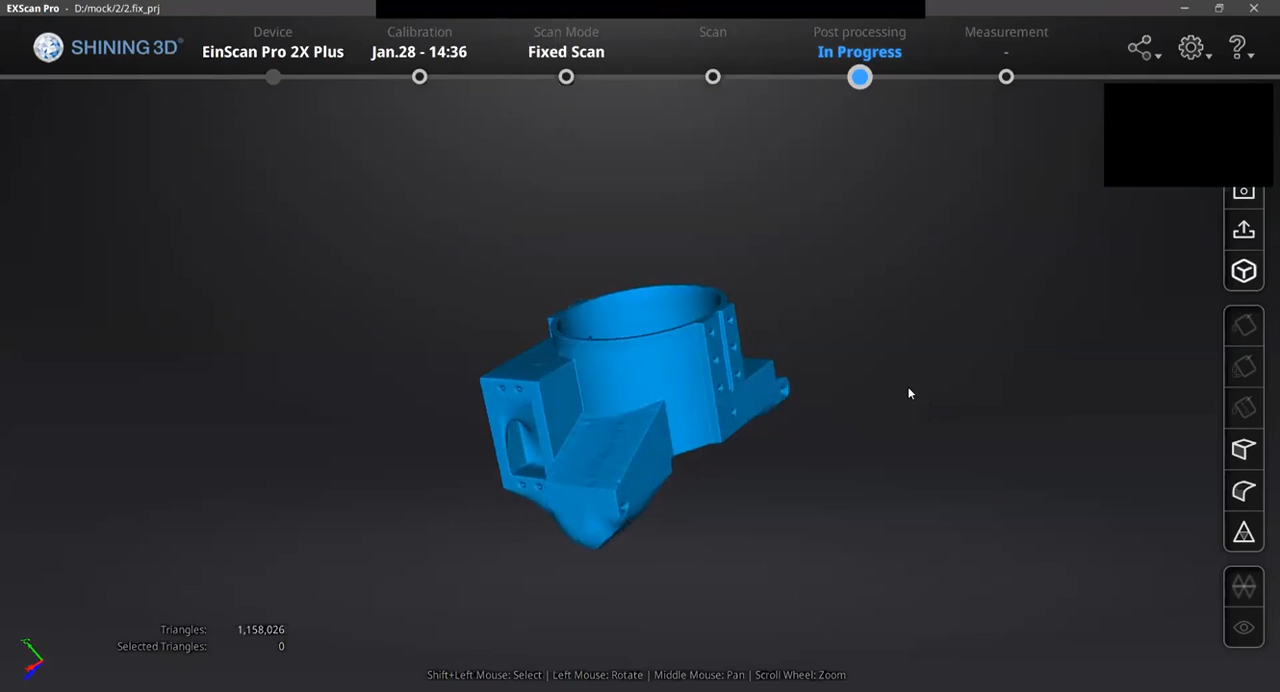 EXScan Pro - D:/mock/2/2.fix_prj
SHINING 3D®
Device
EinScan Pro 2X Plus
Calibration
Jan.28 - 14:36
Scan Mode
Fixed Scan
Scan
Post processing
In Progress
Measurement
-
Triangles: 1,158,026
Selected Triangles: 0
Shift+Left Mouse: Select | Left Mouse: Rotate | Middle Mouse: Pan | Scroll Wheel: Zoom